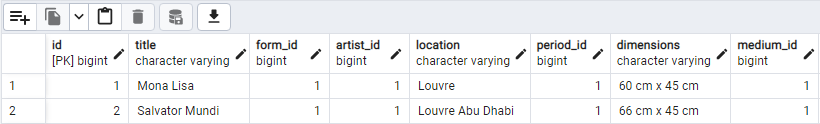 id title form_id artist_id location period_id dimensions medium_id
[PK] bigint character varying bigint bigint character varying bigint character varying bigint
1 1 Mona Lisa 1 1 Louvre 1 60 cm x 45 cm 1
2 2 Salvator Mundi 1 1 Louvre Abu Dhabi 1 66 cm x 45 cm 1